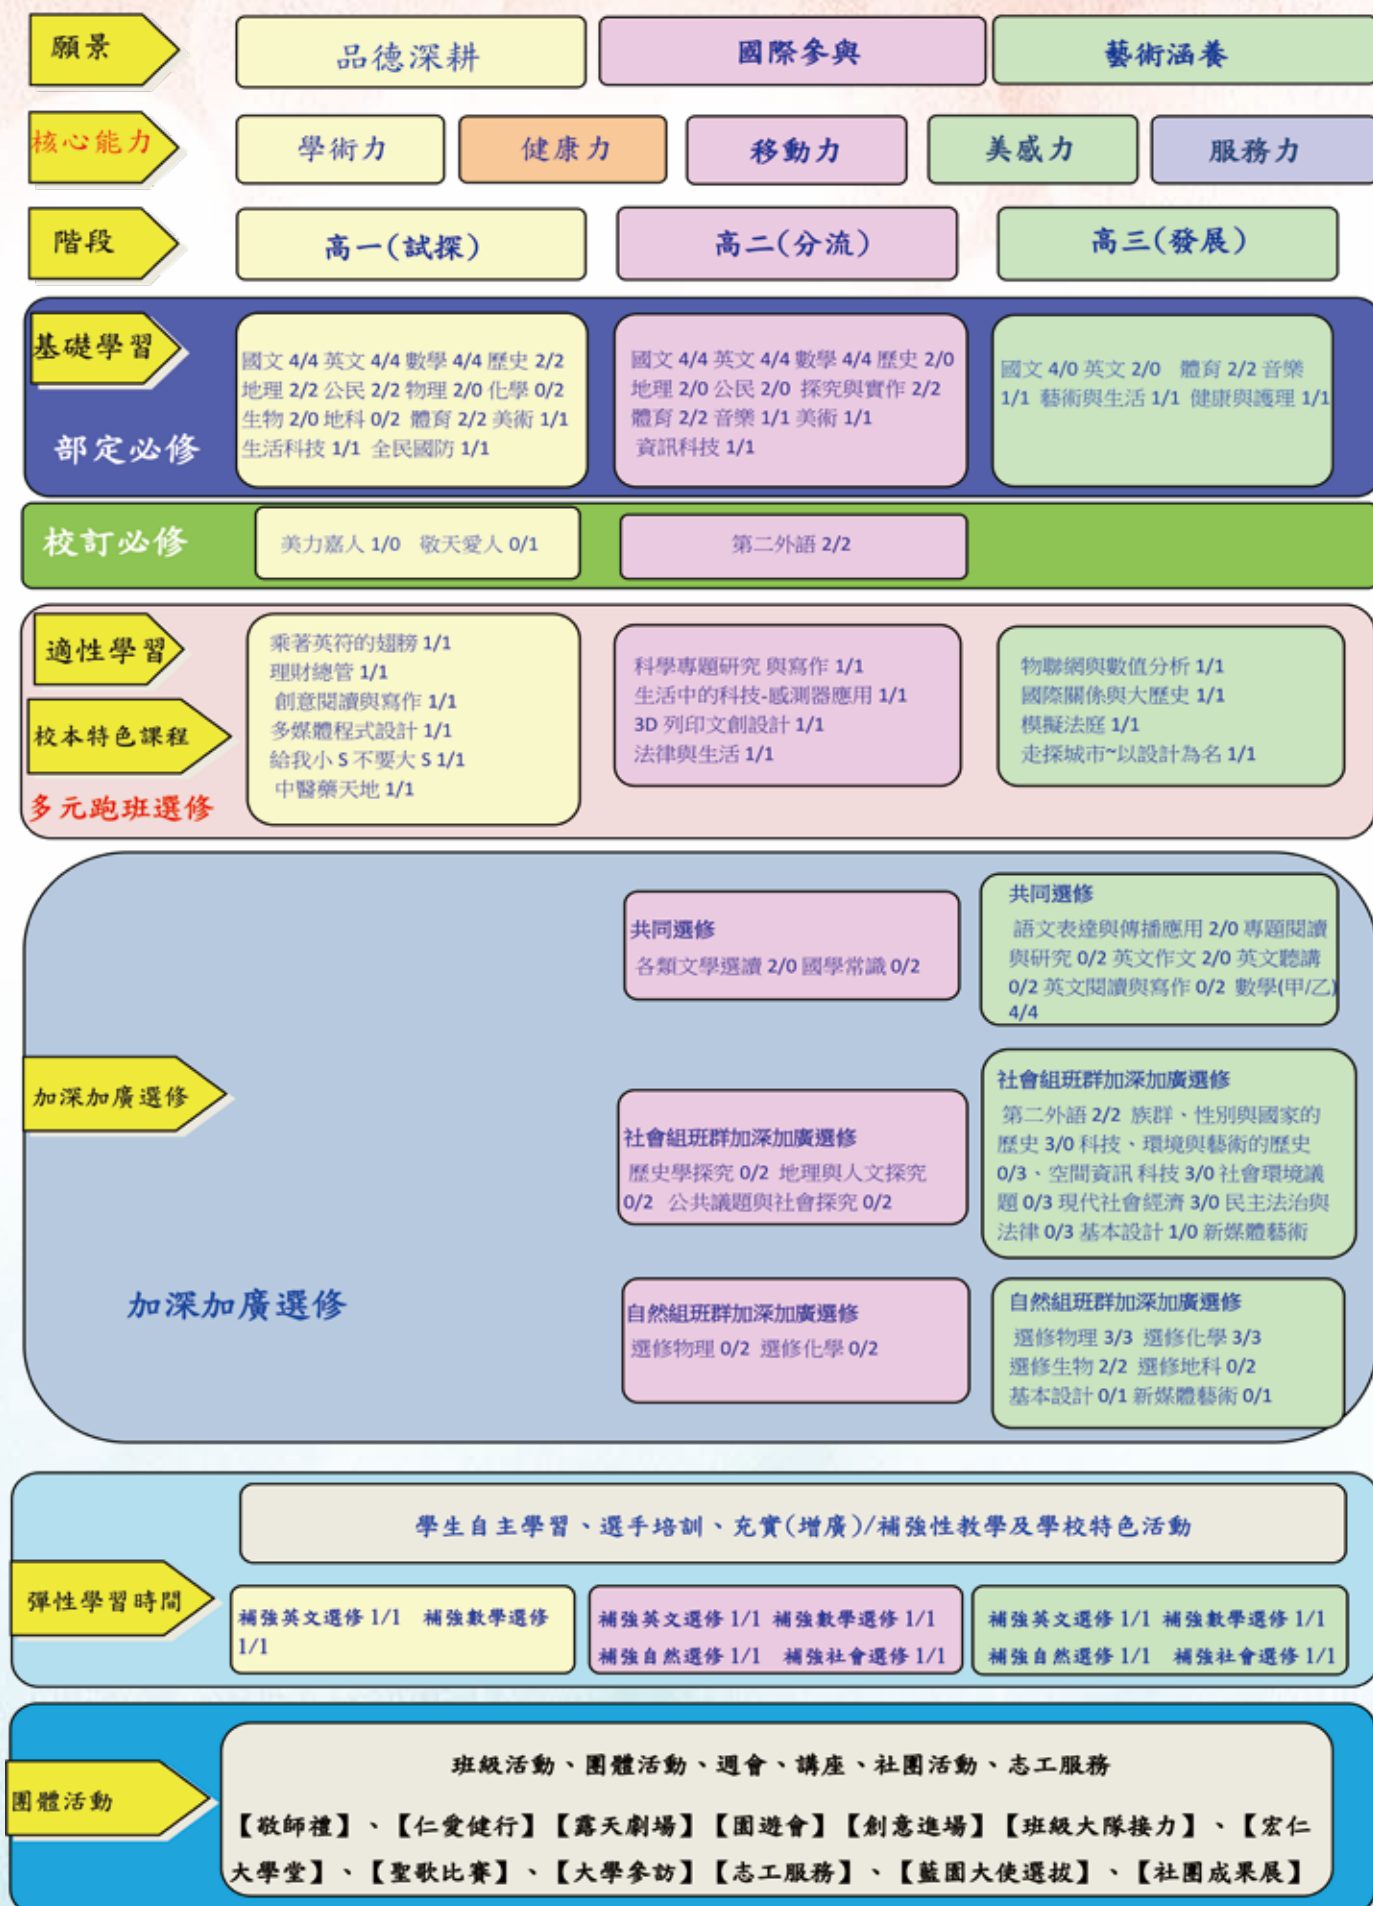 願景
品德深耕
國際參與
藝術涵養
核心能力
學術力
健康力
移動力
美感力
服務力
階段
高一(試探)
高二(分流)
高三(發展)
基礎學習
部定必修
國文 4/4 英文 4/4 數學 4/4 歷史 2/2
地理 2/2 公民 2/2 物理 2/0 化學 0/2
生物 2/0 地科 0/2 體育 2/2 美術 1/1
生活科技 1/1 全民國防 1/1
國文 4/4 英文 4/4 數學 4/4 歷史 2/0
地理 2/0 公民 2/0 探究與實作 2/2
體育 2/2 音樂 1/1 美術 1/1
資訊科技 1/1
國文 4/0 英文 2/0 體育 2/2 音樂
1/1 藝術與生活 1/1 健康與護理 1/1
校訂必修
美力嘉人 1/0 敬天愛人 0/1
第二外語 2/2
適性學習
校本特色課程
多元跑班選修
乘著英符的翅膀 1/1
理財總管 1/1
創意閱讀與寫作 1/1
多媒體程式設計 1/1
給我小 S 不要大 S 1/1
中醫藥天地 1/1
科學專題研究 與寫作 1/1
生活中的科技-感測器應用 1/1
3D 列印文創設計 1/1
法律與生活 1/1
物聯網與數值分析 1/1
國際關係與大歷史 1/1
模擬法庭 1/1
走探城市~以設計為名 1/1
加深加廣選修
加深加廣選修
共同選修
各類文學選讀 2/0 國學常識 0/2
共同選修
語文表達與傳播應用 2/0 專題閱讀
與研究 0/2 英文作文 2/0 英文聽講
0/2 英文閱讀與寫作 0/2 數學(甲/乙)
4/4
社會組班群加深加廣選修
歷史學探究 0/2 地理與人文探究
0/2 公共議題與社會探究 0/2
社會組班群加深加廣選修
第二外語 2/2 族群、性別與國家的
歷史 3/0 科技、環境與藝術的歷史
0/3、空間資訊 科技 3/0 社會環境議
題 0/3 現代社會經濟 3/0 民主法治與
法律 0/3 基本設計 1/0 新媒體藝術
自然組班群加深加廣選修
選修物理 0/2 選修化學 0/2
自然組班群加深加廣選修
選修物理 3/3 選修化學 3/3
選修生物 2/2 選修地科 0/2
基本設計 0/1 新媒體藝術 0/1
彈性學習時間
學生自主學習、選手培訓、充實(增廣)/補強性教學及學校特色活動
補強英文選修 1/1 補強數學選修
1/1
補強英文選修 1/1 補強數學選修 1/1
補強自然選修 1/1 補強社會選修 1/1
補強英文選修 1/1 補強數學選修 1/1
補強自然選修 1/1 補強社會選修 1/1
團體活動
班級活動、團體活動、週會、講座、社團活動、志工服務
【敬師禮】、【仁愛健行】【露天劇場】【園遊會】【創意進場】【班級大隊接力】、【宏仁
大學堂】、【聖歌比賽】、【大學參訪】【志工服務】、【藍園大使選拔】、【社團成果展】